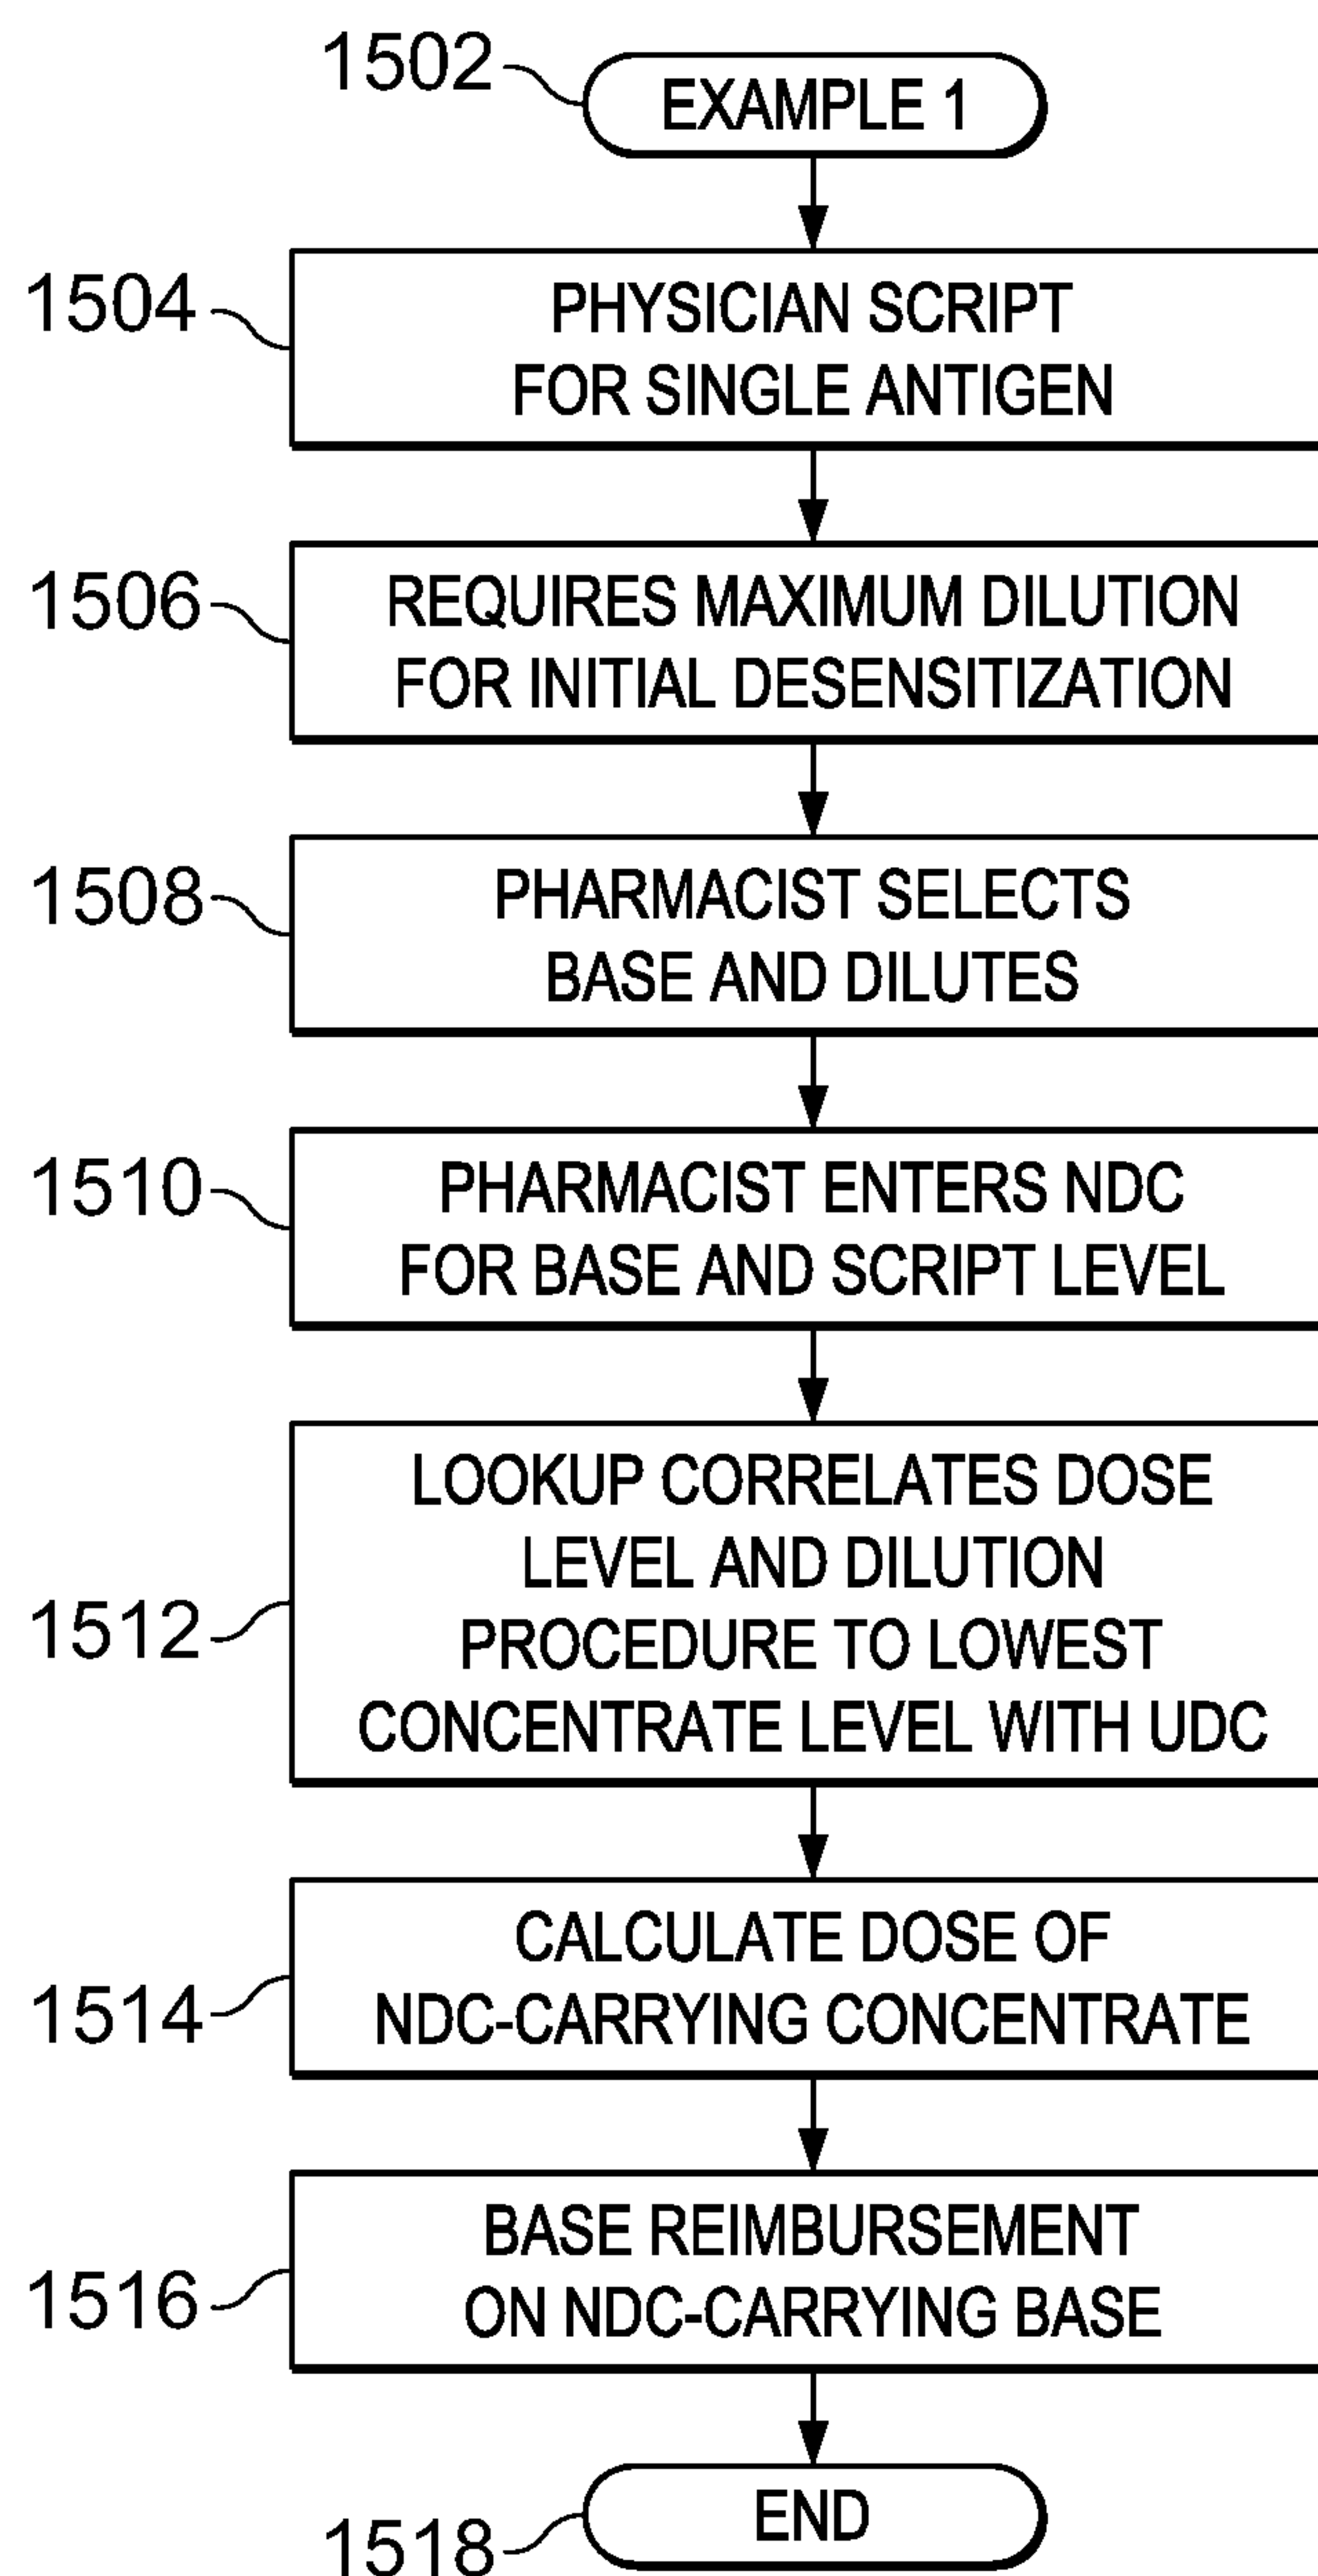 1502
EXAMPLE 1
1504
PHYSICIAN SCRIPT
FOR SINGLE ANTIGEN
1506
REQUIRES MAXIMUM DILUTION
FOR INITIAL DESENSITIZATION
1508
PHARMACIST SELECTS
BASE AND DILUTES
1510
PHARMACIST ENTERS NDC
FOR BASE AND SCRIPT LEVEL
1512
LOOKUP CORRELATES DOSE
LEVEL AND DILUTION
PROCEDURE TO LOWEST
CONCENTRATE LEVEL WITH UDC
1514
CALCULATE DOSE OF
NDC-CARRYING CONCENTRATE
1516
BASE REIMBURSEMENT
ON NDC-CARRYING BASE
1518
END